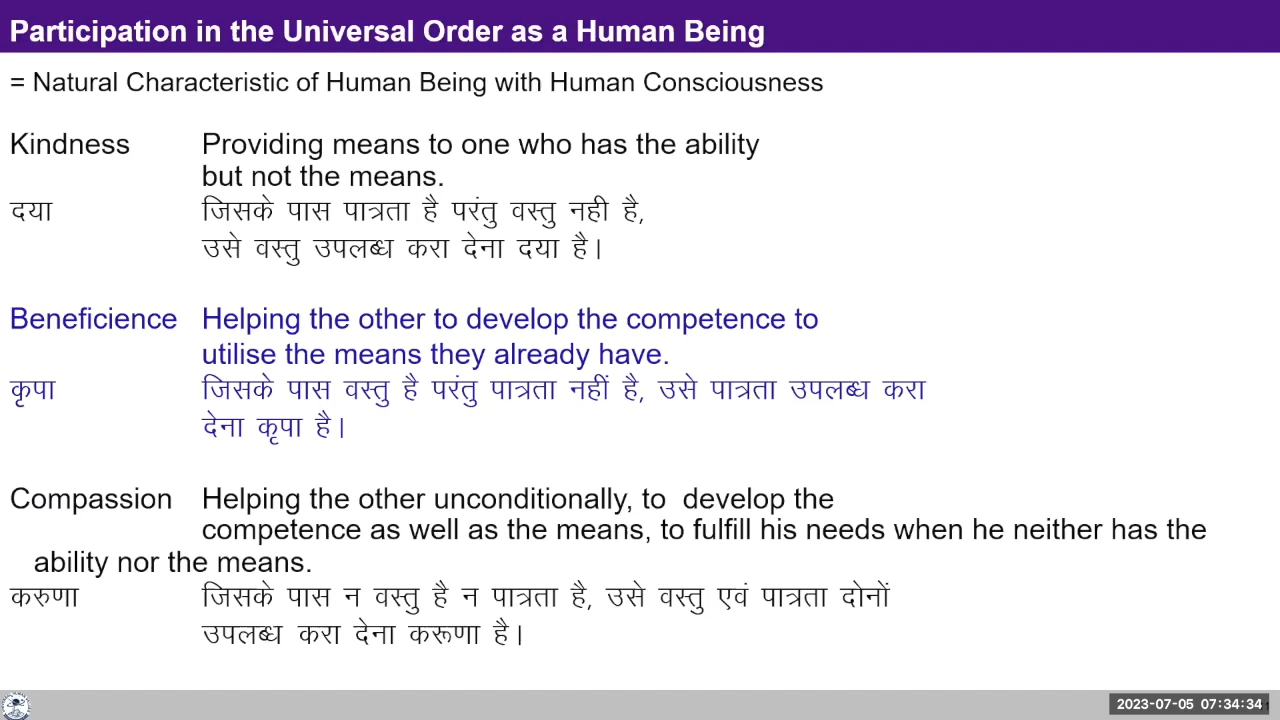 Participation in the Universal Order as a Human Being
= Natural Characteristic of Human Being with Human Consciousness
Kindness Providing means to one who has the ability
but not the means.
दया जिसके पास पात्रता है परंतु वस्तु नही है,
उसे वस्तु उपलब्ध करा देना दया है।
Beneficience Helping the other to develop the competence to
utilise the means they already have.
कृपा जिसके पास वस्तु है परंतु पात्रता नहीं है, उसे पात्रता उपलब्ध करा
देना कृपा है।
Compassion Helping the other unconditionally, to develop the
competence as well as the means, to fulfill his needs when he neither has the
ability nor the means.
करुणा जिसके पास न वस्तु है न पात्रता है, उसे वस्तु एवं पात्रता दोनों
उपलब्ध करा देना करूणा है।
2023-07-05 07:34:34